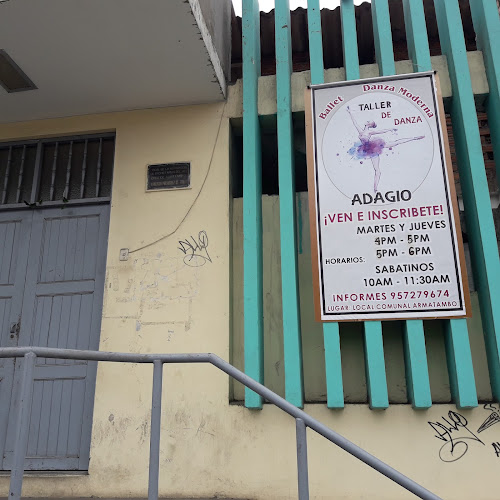 Ballet Danza Moderna
TALLER
DE
DANZA
ADAGIO
¡VEN E INSCRIBETE!
MARTES Y JUEVES
4PM - 5PM
HORARIOS: 5PM - 6PM
SABATINOS
10AM - 11:30AM
INFORMES 957279674
LUGAR: LOCAL COMUNAL ARMATAMBO